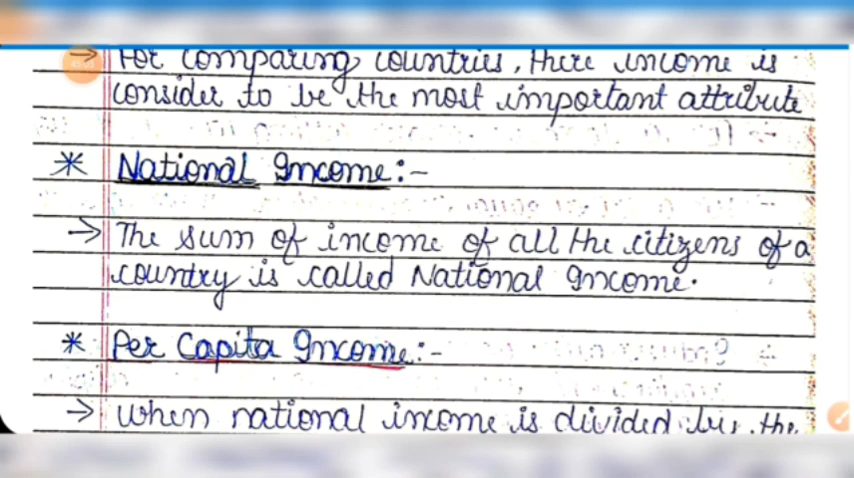 → For comparing countries, there income is
consider to be the most important attribute
* National Income:-
→ The sum of income of all the citizens of a
country is called National Income.
* Per Capita Income:-
→ When national income is divided by the